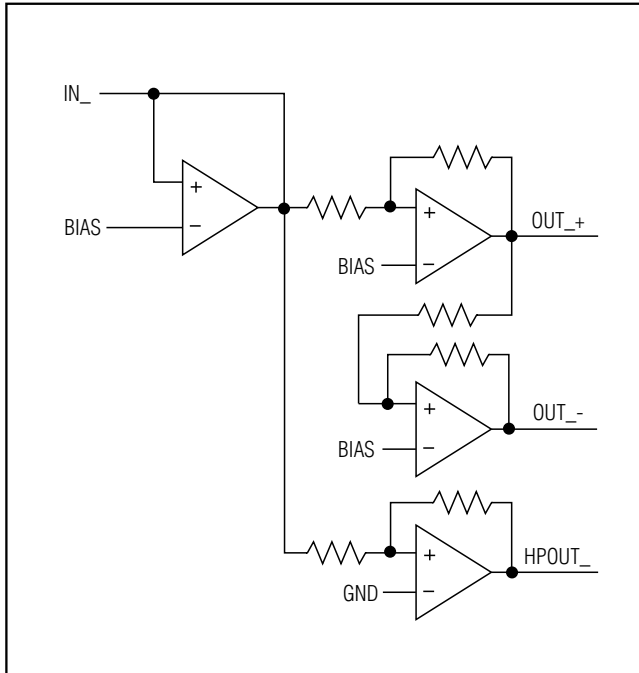 IN_
+
−
BIAS
+
−
BIAS
OUT_+
+
−
BIAS
OUT_-
+
−
GND
HPOUT_